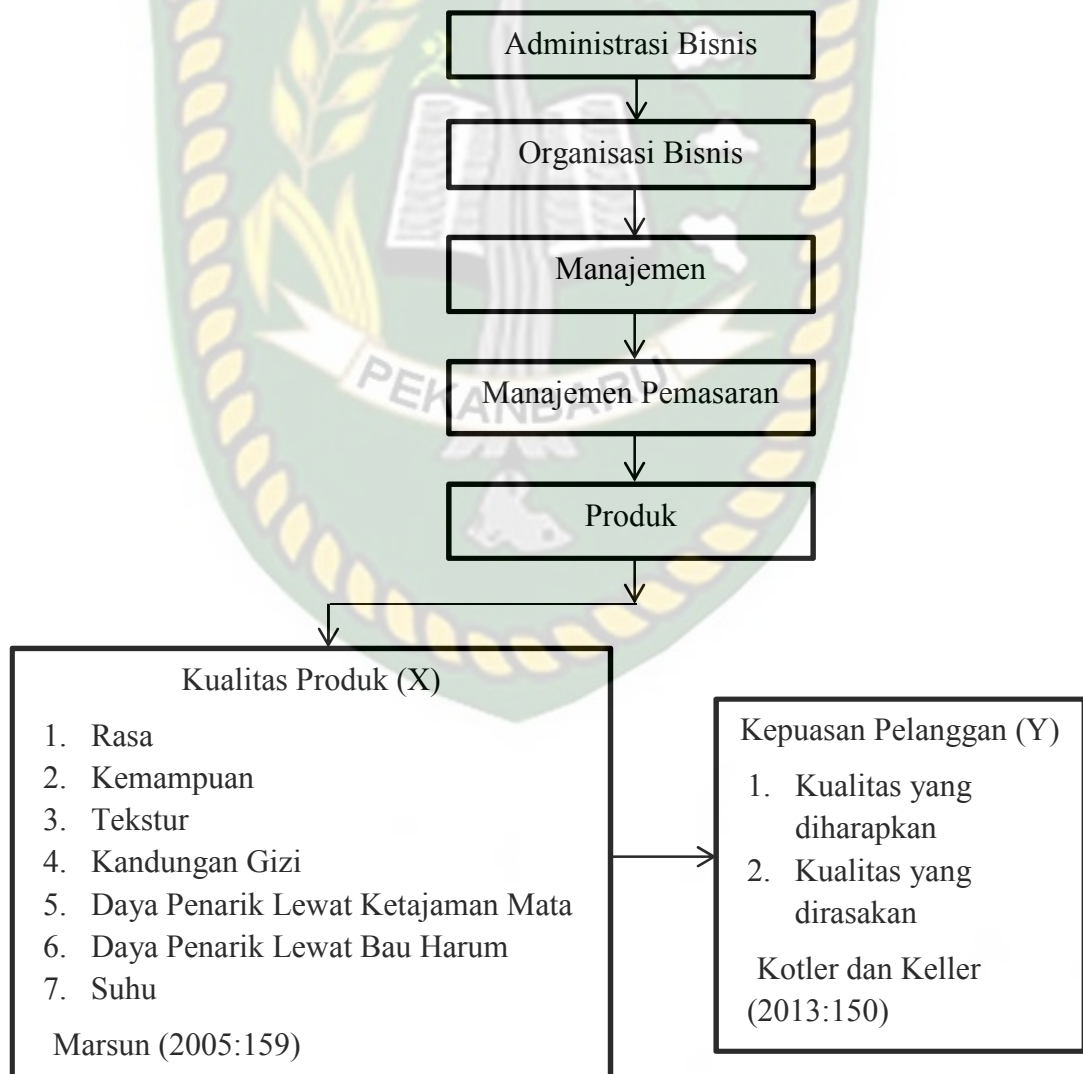 Administrasi Bisnis
Organisasi Bisnis
Manajemen
PEKANBARU
Manajemen Pemasaran
Produk
Kualitas Produk (X)
1. Rasa
2. Kemampuan
3. Tekstur
4. Kandungan Gizi
5. Daya Penarik Lewat Ketajaman Mata
6. Daya Penarik Lewat Bau Harum
7. Suhu
Marsun (2005:159)
Kepuasan Pelanggan (Y)
1. Kualitas yang
diharapkan
2. Kualitas yang
dirasakan
Kotler dan Keller
(2013:150)